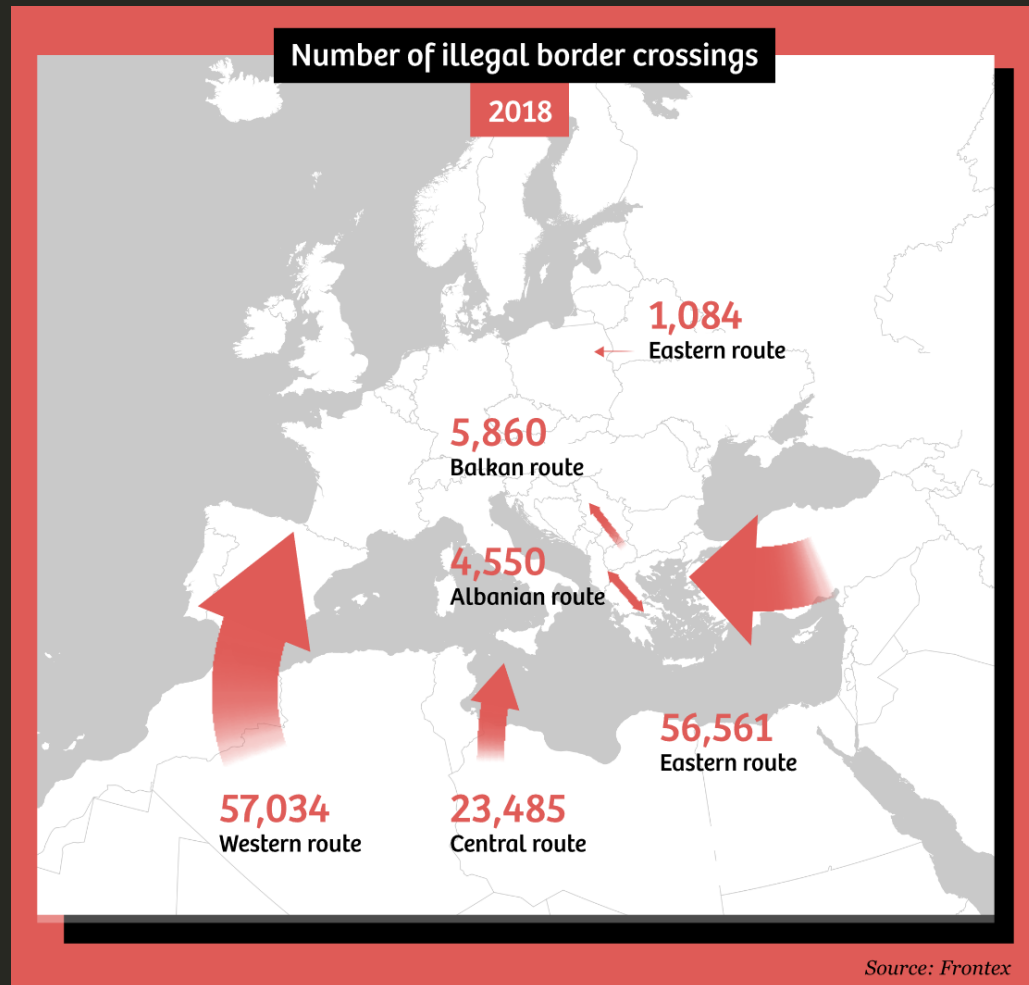 Number of illegal border crossings
2018
1,084
Eastern route
5,860
Balkan route
4,550
Albanian route
56,561
Eastern route
57,034
Western route
23,485
Central route
Source: Frontex